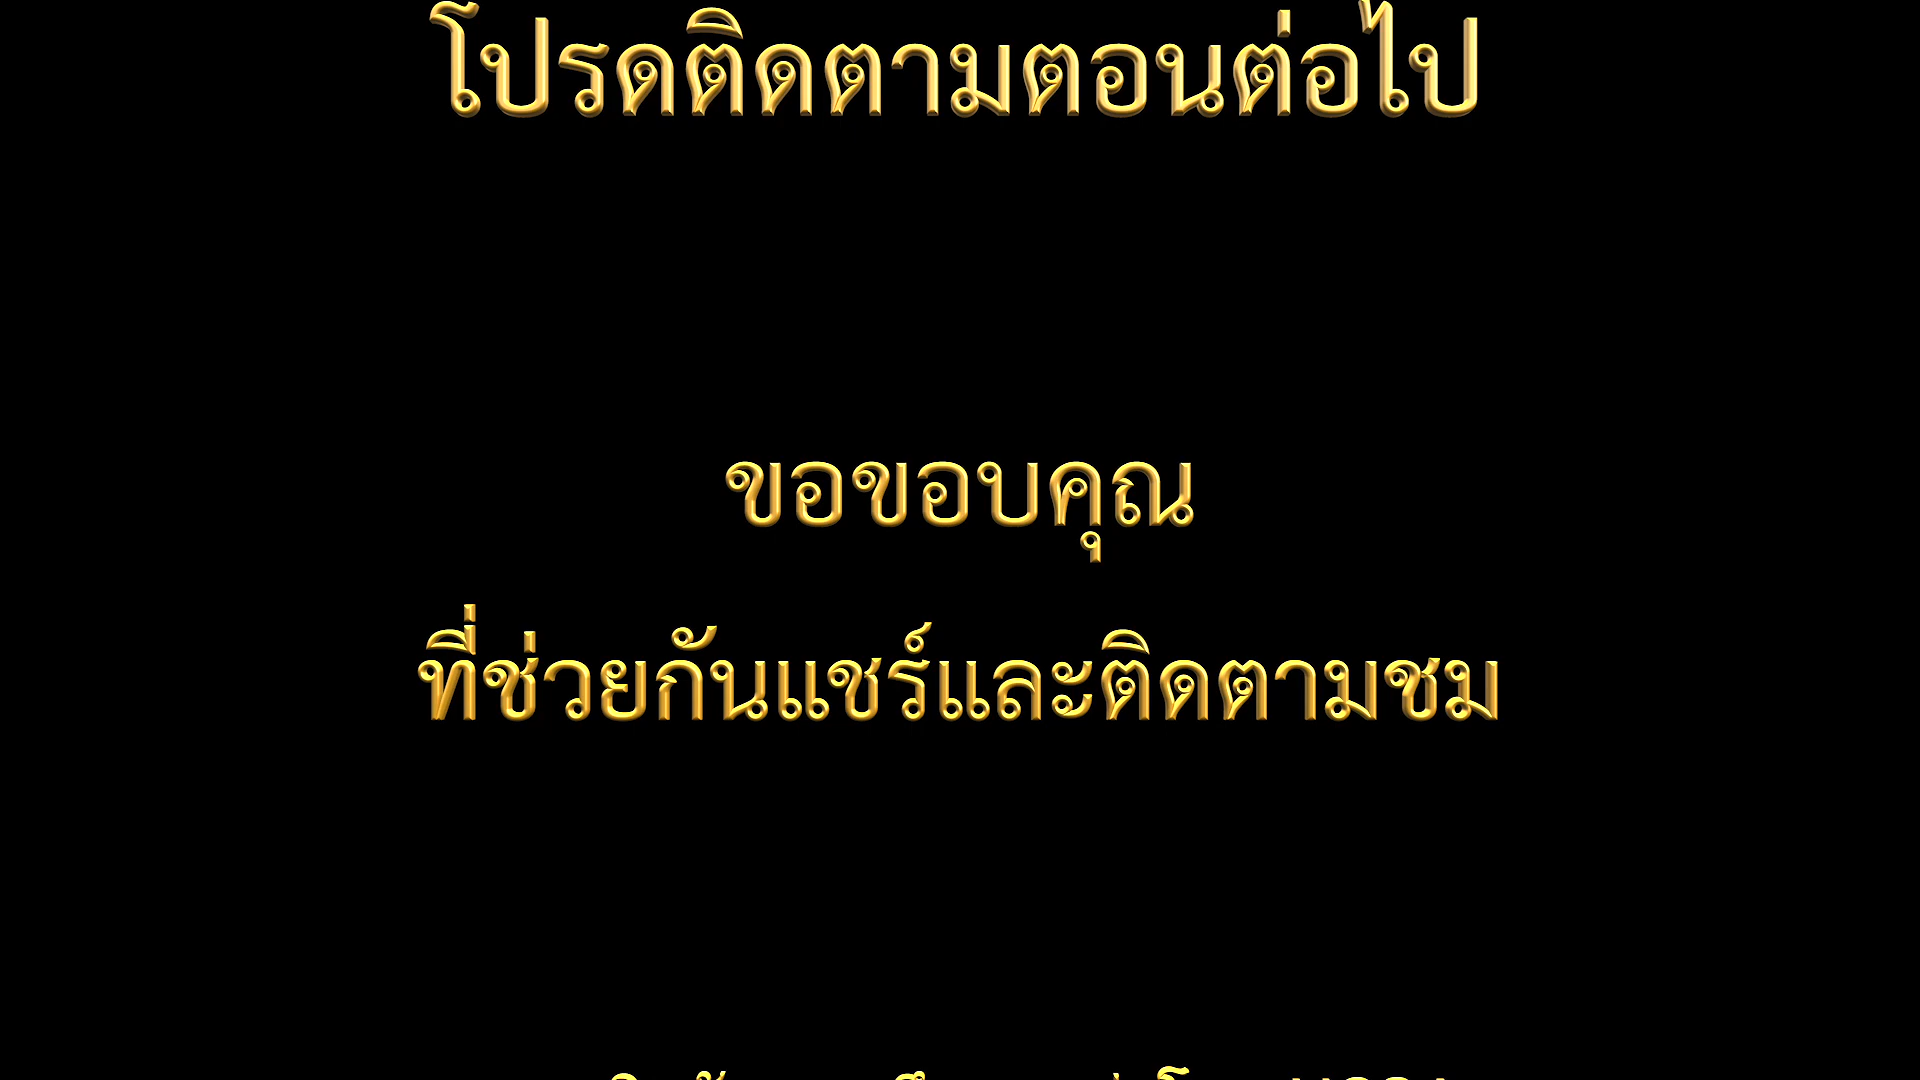 โปรดติดตามตอนต่อไป
ขอขอบคุณ
ที่ช่วยกันแชร์และติดตามชม